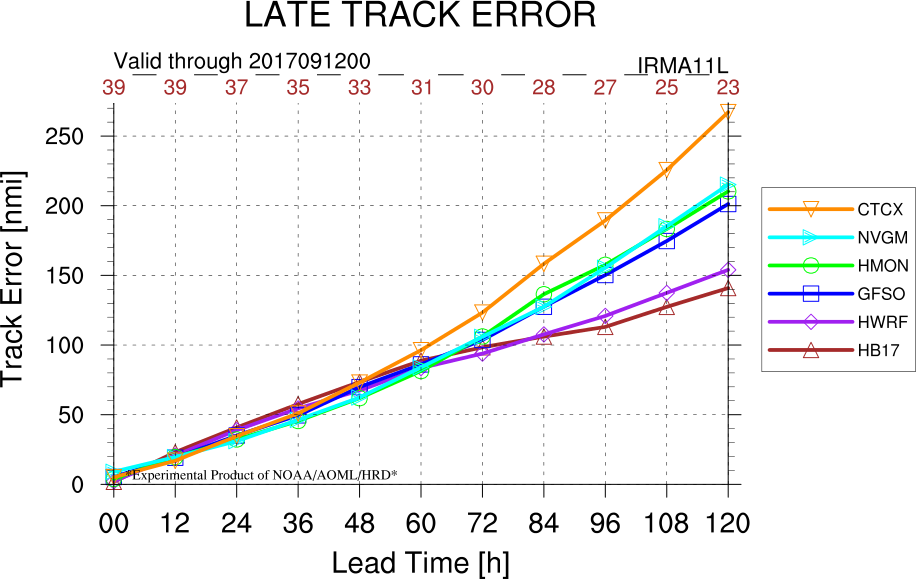 LATE TRACK ERROR
Valid through 2017091200
IRMA11L
39 39 37 35 33 31 30 28 27 25 23
Track Error [nmi]
250
200
150
100
50
0
CTCX
NVGM
HMON
GFSO
HWRF
HB17
*Experimental Product of NOAA/AOML/HRD*
00 12 24 36 48 60 72 84 96 108 120
Lead Time [h]